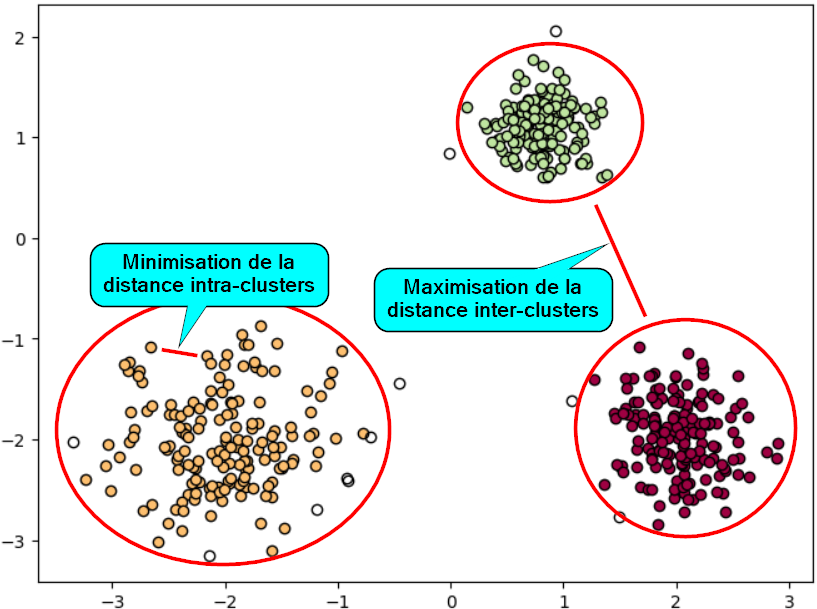 2
1
0
−1
−2
−3
Minimisation de la
distance intra-clusters
Maximisation de la
distance inter-clusters
−3 −2 −1 0 1 2 3